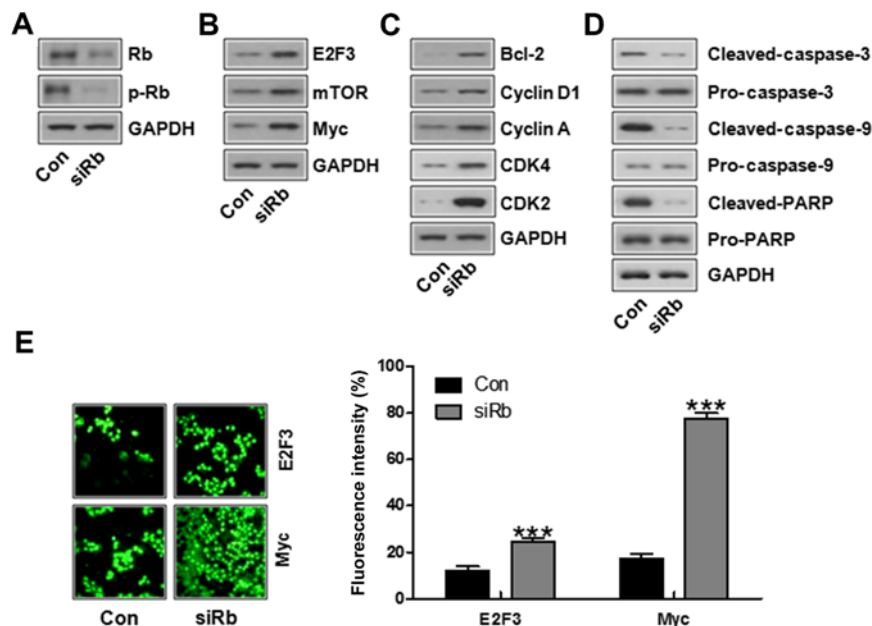 A
Rb
p-Rb
GAPDH
Con siRb
B
E2F3
mTOR
Myc
GAPDH
Con siRb
C
Bcl-2
Cyclin D1
Cyclin A
CDK4
CDK2
GAPDH
Con siRb
D
Cleaved-caspase-3
Pro-caspase-3
Cleaved-caspase-9
Pro-caspase-9
Cleaved-PARP
Pro-PARP
GAPDH
Con siRb
E
E2F3
Myc
Con siRb
Fluorescence intensity (%)
100
80
60
40
20
0
Con
siRb
***
***
E2F3 Myc